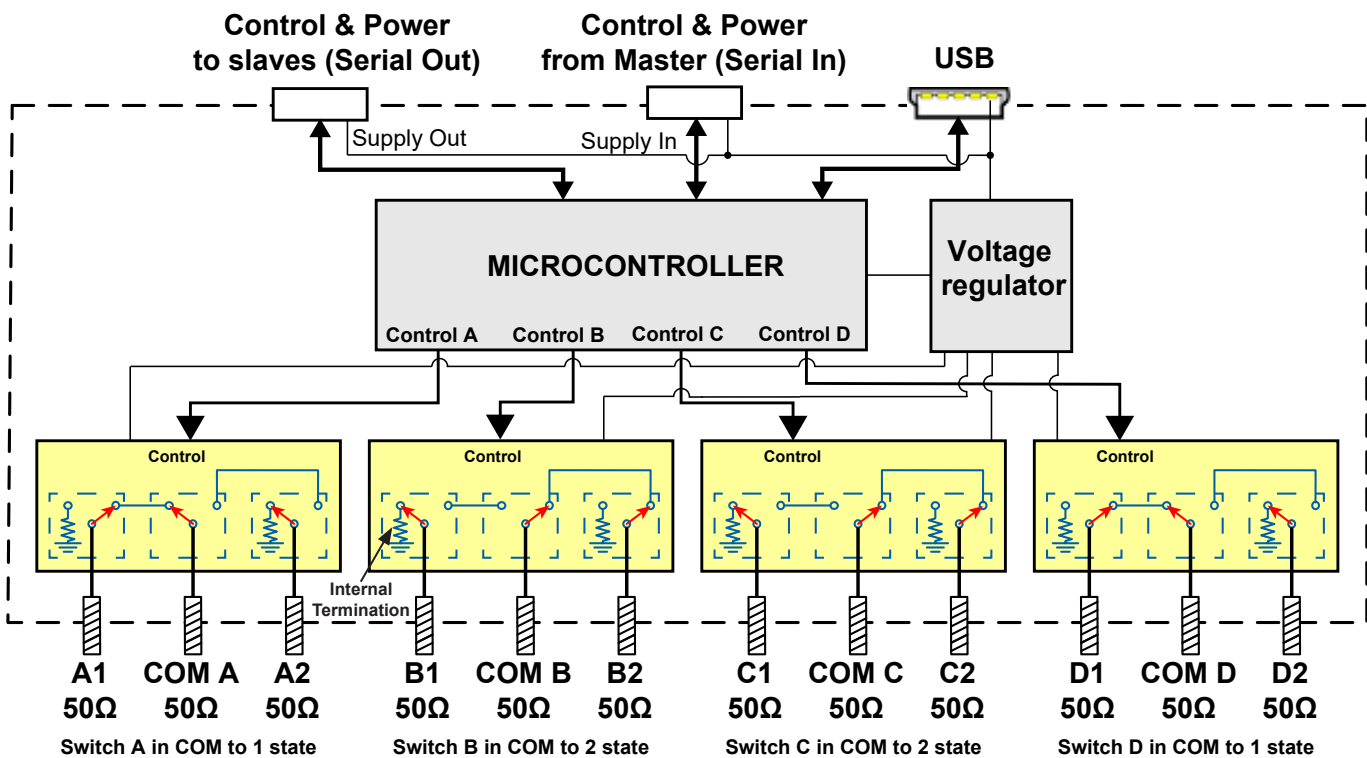 Control & Power
to slaves (Serial Out)
Control & Power
from Master (Serial In)
USB
Supply Out
Supply In
MICROCONTROLLER
Voltage
regulator
Control A
Control B
Control C
Control D
Control
Control
Control
Control
Internal
Termination
A1
COM A
A2
B1
COM B
B2
C1
COM C
C2
D1
COM D
D2
50Ω
50Ω
50Ω
50Ω
50Ω
50Ω
50Ω
50Ω
50Ω
50Ω
50Ω
50Ω
Switch A in COM to 1 state
Switch B in COM to 2 state
Switch C in COM to 2 state
Switch D in COM to 1 state